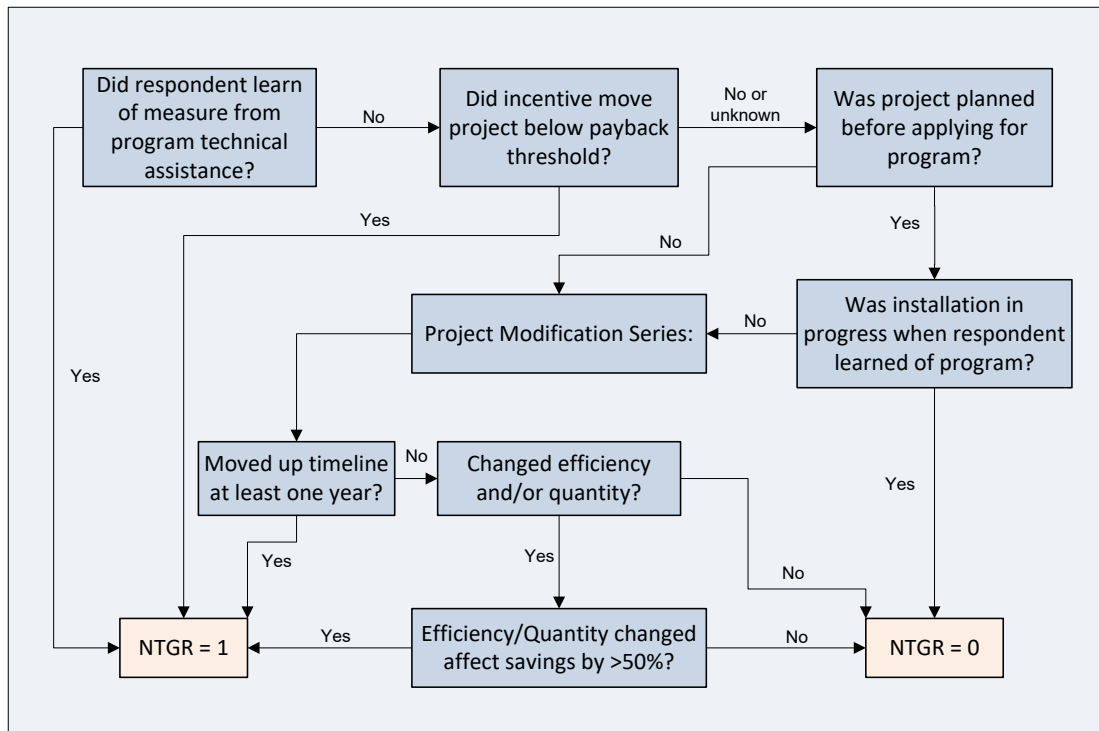 Did respondent learn
of measure from
program technical
assistance?
No
Did incentive move
project below payback
threshold?
No or
unknown
Was project planned
before applying for
program?
Yes
No
Yes
Project Modification Series:
No
Was installation in
progress when respondent
learned of program?
Yes
Moved up timeline
at least one year?
No
Changed efficiency
and/or quantity?
Yes
Yes
Yes
No
NTGR = 1
Yes
Efficiency/Quantity changed
affect savings by >50%?
No
NTGR = 0